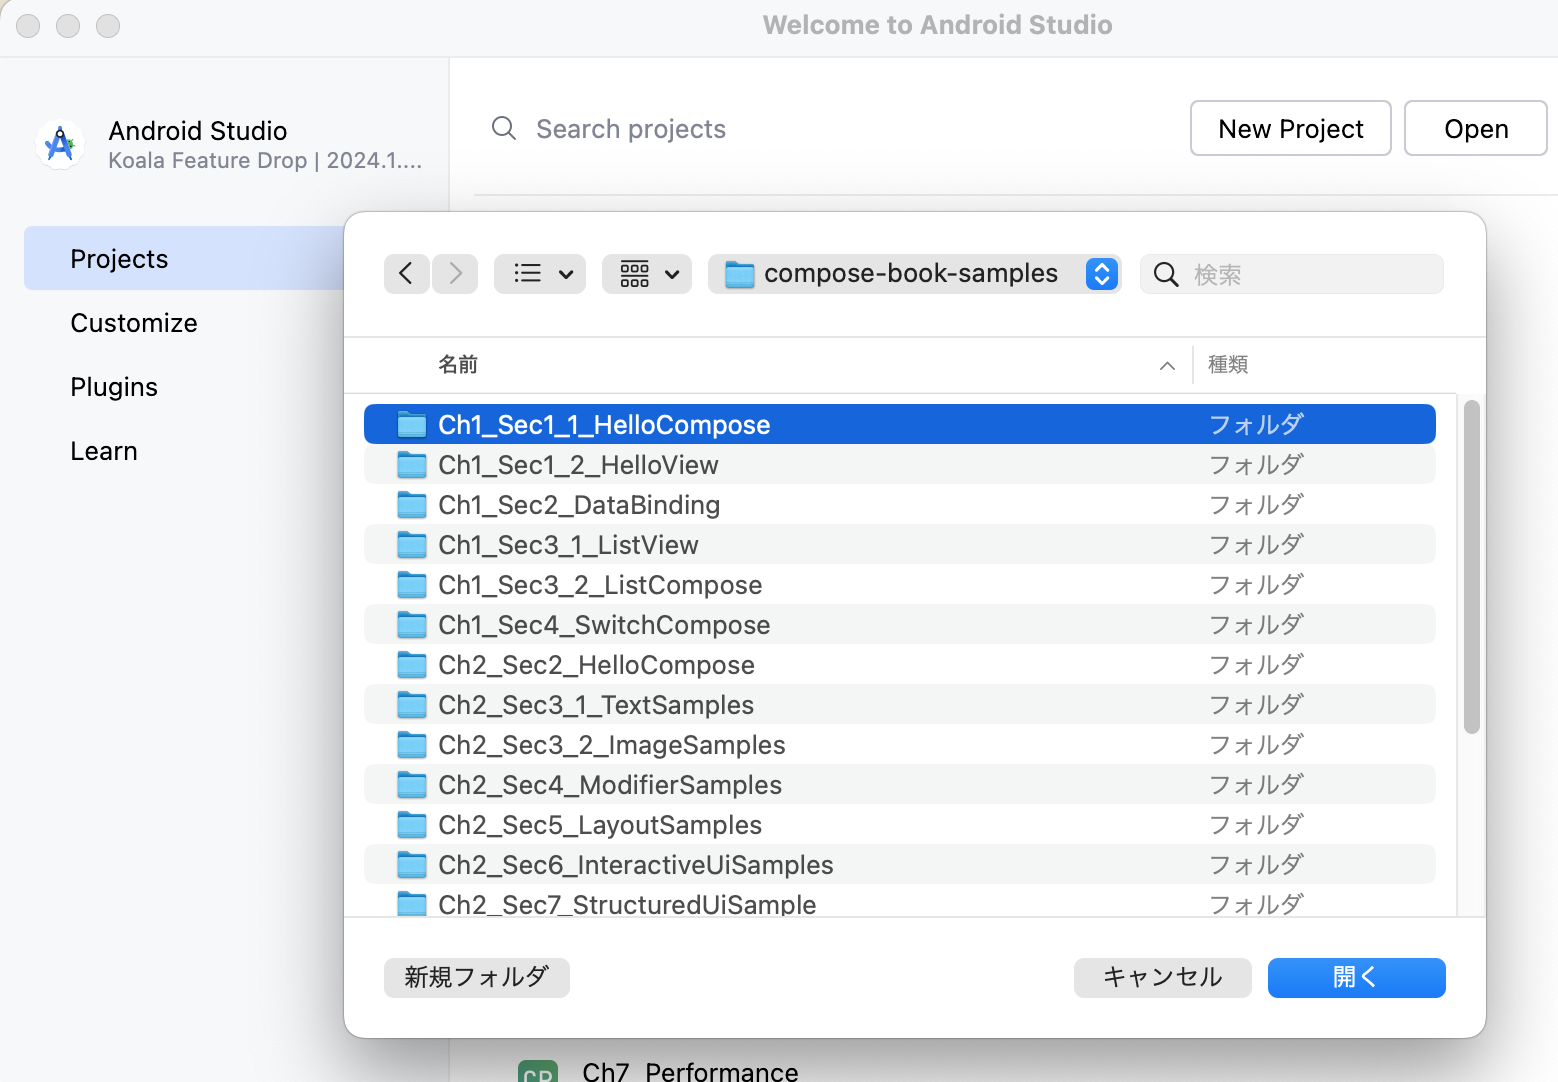 Welcome to Android Studio
Android Studio
Koala Feature Drop | 2024.1....
Search projects
New Project
Open
Projects
Customize
Plugins
Learn
compose-book-samples
検索
名前
種類
Ch1_Sec1_1_HelloCompose フォルダ
Ch1_Sec1_2_HelloView フォルダ
Ch1_Sec2_DataBinding フォルダ
Ch1_Sec3_1_ListView フォルダ
Ch1_Sec3_2_ListCompose フォルダ
Ch1_Sec4_SwitchCompose フォルダ
Ch2_Sec2_HelloCompose フォルダ
Ch2_Sec3_1_TextSamples フォルダ
Ch2_Sec3_2_ImageSamples フォルダ
Ch2_Sec4_ModifierSamples フォルダ
Ch2_Sec5_LayoutSamples フォルダ
Ch2_Sec6_InteractiveUiSamples フォルダ
Ch2_Sec7_StructuredUiSample フォルダ
新規フォルダ
キャンセル
開く
CP Ch7_Performance